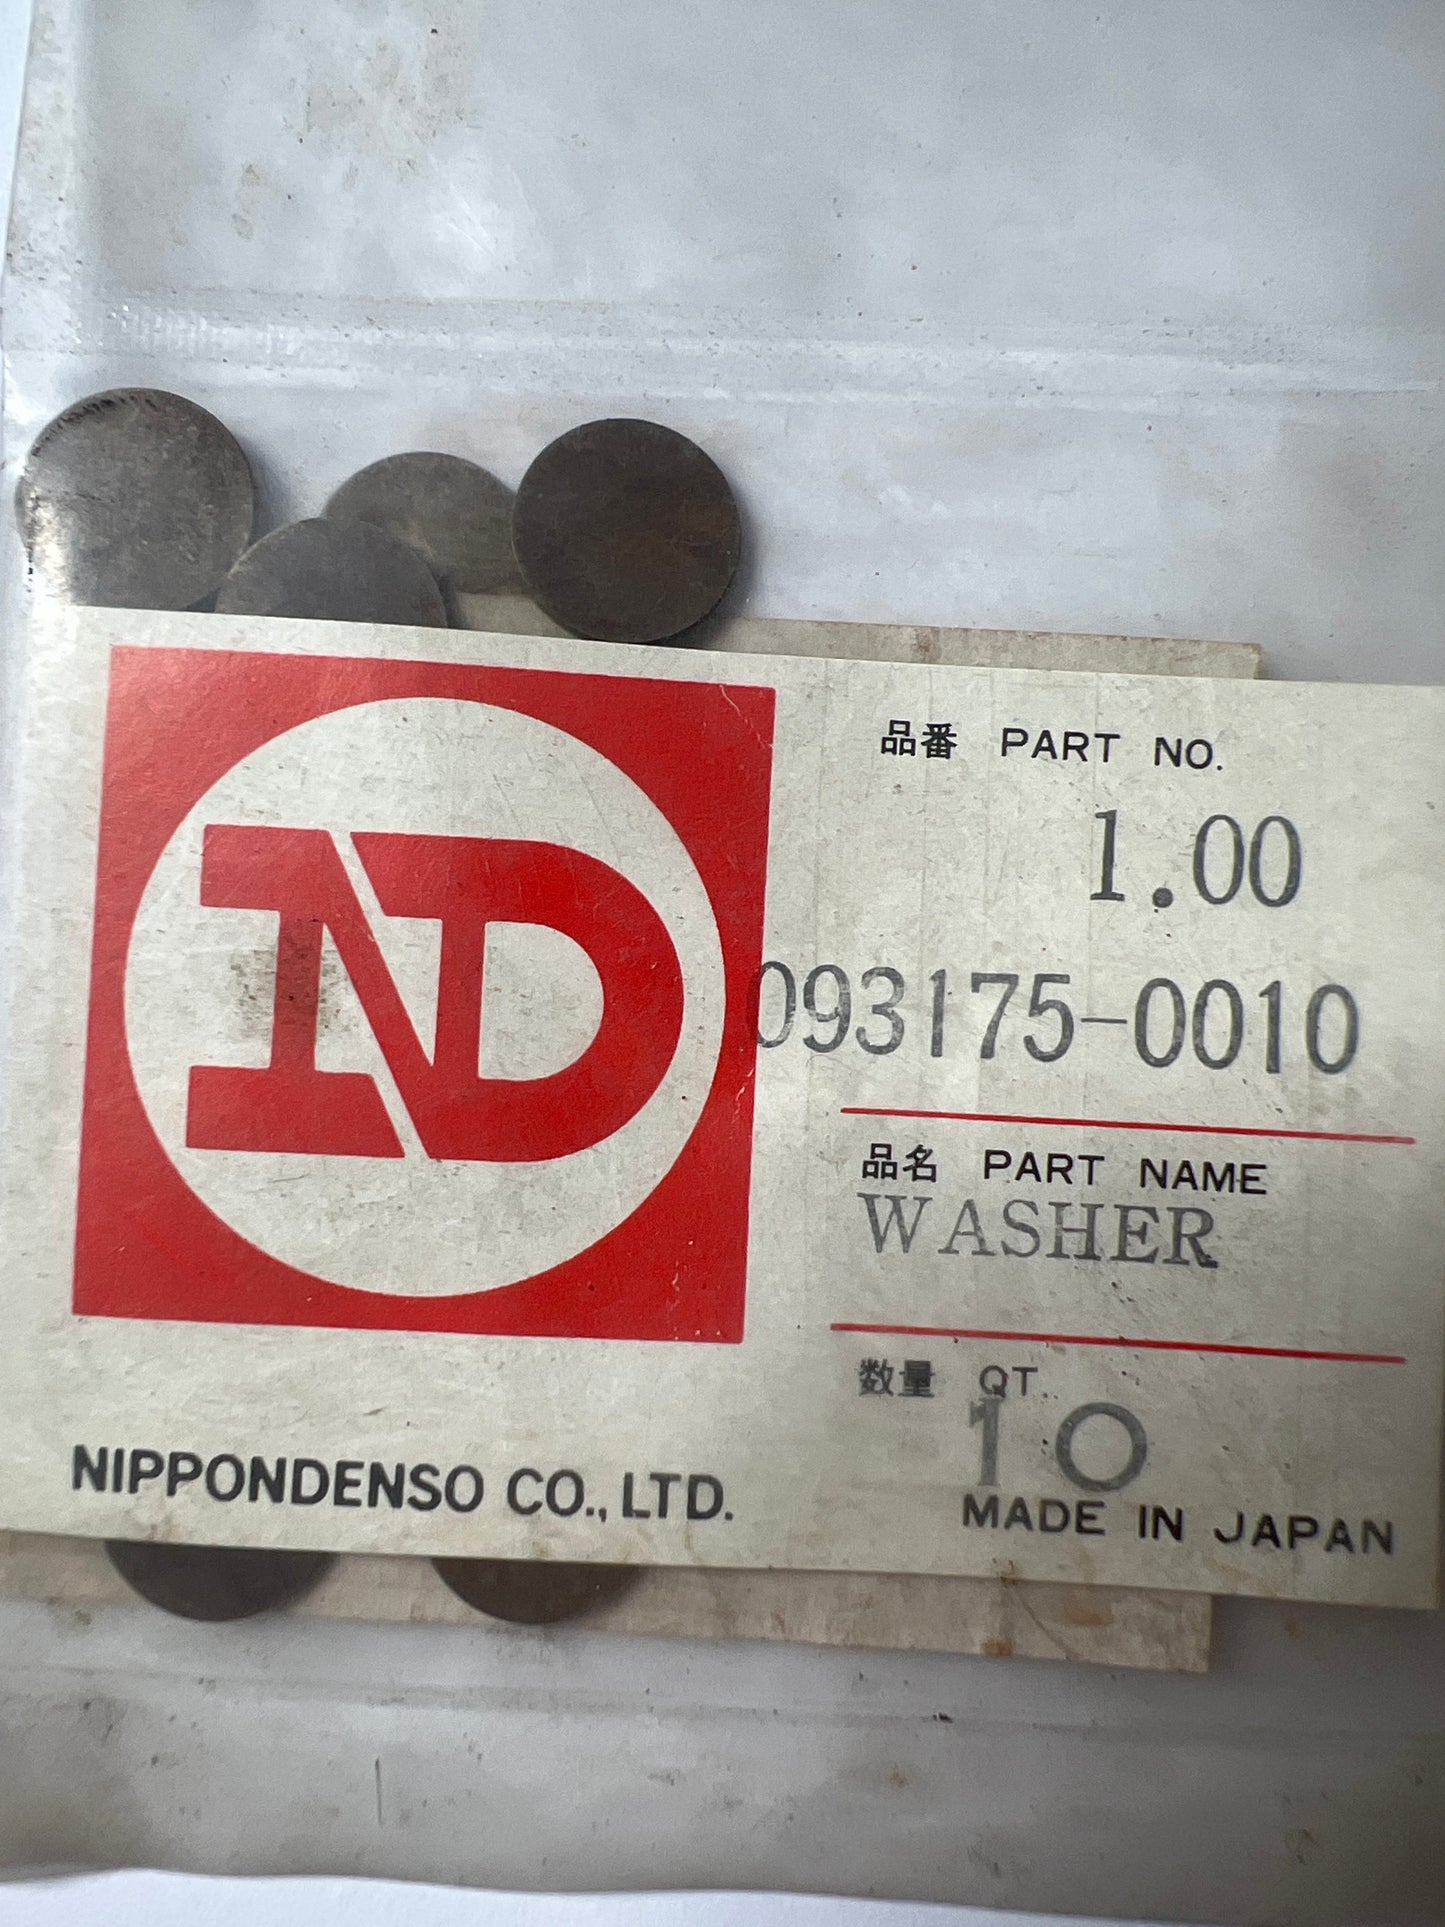 ND
品番 PART NO.
1.00
093175-0010
品名 PART NAME
WASHER
数量 QT.
10
MADE IN JAPAN
NIPPONDENSO CO., LTD.